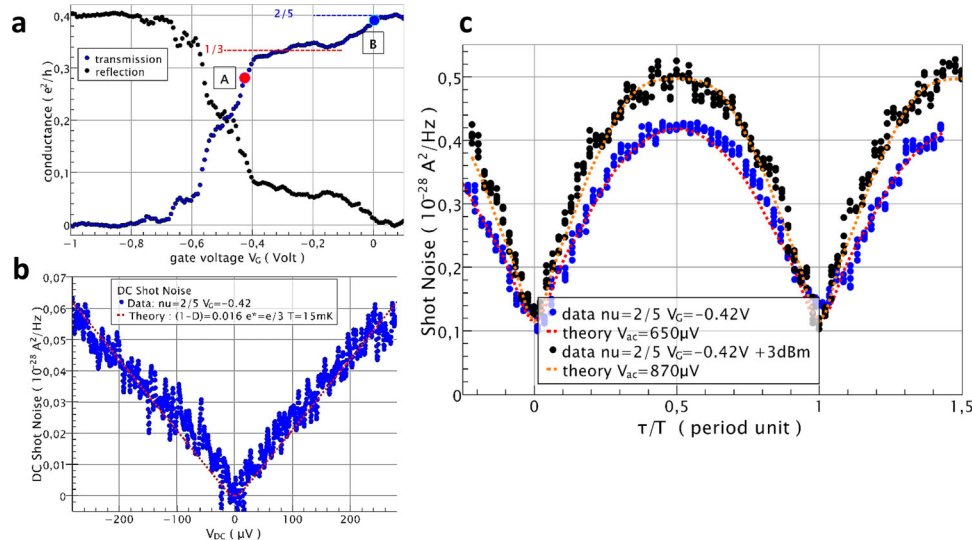 a
0,4
0,3
0,2
0,1
0
conductance ( e²/h )
2/5
1/3
transmission
reflection
A
B
-1
-0,8
-0,6
-0,4
-0,2
0
gate voltage V_G ( Volt )
b
0,07
0,06
0,05
0,04
0,03
0,02
0,01
0
DC Shot Noise ( 10⁻²⁸ A²/Hz )
DC Shot Noise
Data: nu=2/5 V_G=-0.42
Theory : (1-D)=0.016 e*=e/3 T=15mK
-200
-100
0
100
200
V_DC ( μV )
c
0,5
0,4
0,3
0,2
0,1
0
Shot Noise ( 10⁻²⁸ A²/Hz )
data nu=2/5 V_G=-0.42V
theory V_ac=650μV
data nu=2/5 V_G=-0.42V +3dBm
theory V_ac=870μV
0
0,5
1
1,5
τ/T ( period unit )